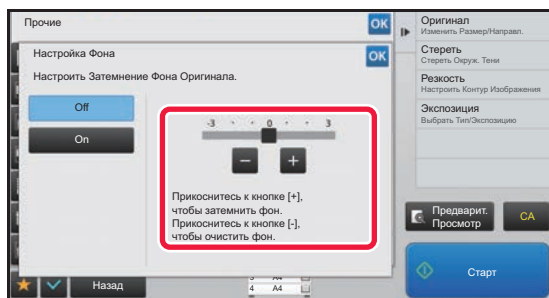 Прочие
OK
Настройка Фона
OK
Настроить Затемнение Фона Оригинала.
Off
On
-3 0 3
Прикоснитесь к кнопке [+],
чтобы затемнить фон.
Прикоснитесь к кнопке [-],
чтобы очистить фон.
Назад
4 A4
Оригинал
Изменить Размер/Направл.
Стереть
Стереть Окруж. Тени
Резкость
Настроить Контур Изображения
Экспозиция
Выбрать Тип/Экспозицию
Предварит.
Просмотр
CA
Старт